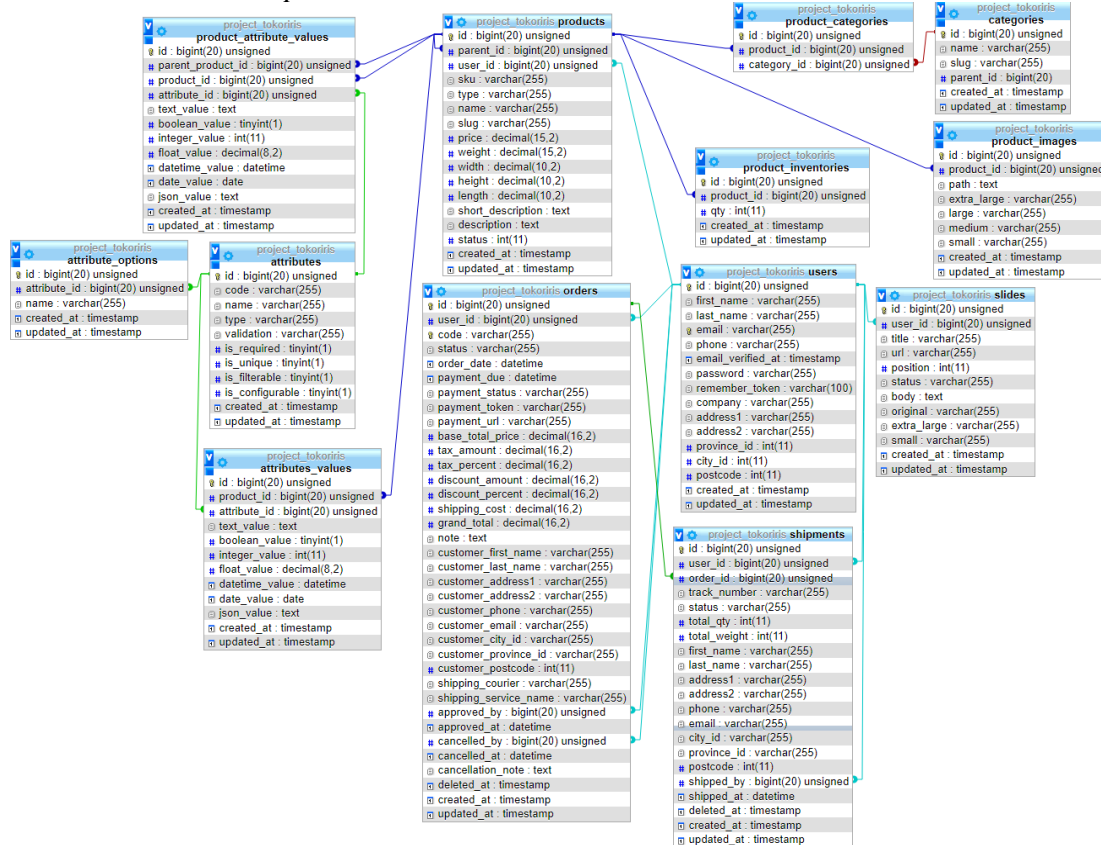 project_tokoriris
product_attribute_values
id : bigint(20) unsigned
parent_product_id : bigint(20) unsigned
product_id : bigint(20) unsigned
attribute_id : bigint(20) unsigned
text_value : text
boolean_value : tinyint(1)
integer_value : int(11)
float_value : decimal(8,2)
datetime_value : datetime
date_value : date
json_value : text
created_at : timestamp
updated_at : timestamp
project_tokoriris products
id : bigint(20) unsigned
parent_id : bigint(20) unsigned
user_id : bigint(20) unsigned
sku : varchar(255)
type : varchar(255)
name : varchar(255)
slug : varchar(255)
price : decimal(15,2)
weight : decimal(15,2)
width : decimal(10,2)
height : decimal(10,2)
length : decimal(10,2)
short_description : text
description : text
status : int(11)
created_at : timestamp
updated_at : timestamp
project_tokoriris
product_categories
id : bigint(20) unsigned
product_id : bigint(20) unsigned
category_id : bigint(20) unsigned
project_tokoriris
categories
id : bigint(20) unsigned
name : varchar(255)
slug : varchar(255)
parent_id : bigint(20)
created_at : timestamp
updated_at : timestamp
project_tokoriris
product_images
id : bigint(20) unsigned
product_id : bigint(20) unsigned
path : text
extra_large : varchar(255)
large : varchar(255)
medium : varchar(255)
small : varchar(255)
created_at : timestamp
updated_at : timestamp
project_tokoriris
product_inventories
id : bigint(20) unsigned
product_id : bigint(20) unsigned
qty : int(11)
created_at : timestamp
updated_at : timestamp
project_tokoriris
attribute_options
id : bigint(20) unsigned
attribute_id : bigint(20) unsigned
name : varchar(255)
created_at : timestamp
updated_at : timestamp
project_tokoriris
attributes
id : bigint(20) unsigned
code : varchar(255)
name : varchar(255)
type : varchar(255)
validation : varchar(255)
is_required : tinyint(1)
is_unique : tinyint(1)
is_filterable : tinyint(1)
is_configurable : tinyint(1)
created_at : timestamp
updated_at : timestamp
project_tokoriris orders
id : bigint(20) unsigned
user_id : bigint(20) unsigned
code : varchar(255)
status : varchar(255)
order_date : datetime
payment_due : datetime
payment_status : varchar(255)
payment_token : varchar(255)
payment_url : varchar(255)
base_total_price : decimal(16,2)
tax_amount : decimal(16,2)
tax_percent : decimal(16,2)
discount_amount : decimal(16,2)
discount_percent : decimal(16,2)
shipping_cost : decimal(16,2)
grand_total : decimal(16,2)
note : text
customer_first_name : varchar(255)
customer_last_name : varchar(255)
customer_address1 : varchar(255)
customer_address2 : varchar(255)
customer_phone : varchar(255)
customer_email : varchar(255)
customer_city_id : varchar(255)
customer_province_id : varchar(255)
customer_postcode : int(11)
shipping_courier : varchar(255)
shipping_service_name : varchar(255)
approved_by : bigint(20) unsigned
approved_at : datetime
cancelled_by : bigint(20) unsigned
cancelled_at : datetime
cancellation_note : text
deleted_at : timestamp
created_at : timestamp
updated_at : timestamp
project_tokoriris users
id : bigint(20) unsigned
first_name : varchar(255)
last_name : varchar(255)
email : varchar(255)
phone : varchar(255)
email_verified_at : timestamp
password : varchar(255)
remember_token : varchar(100)
company : varchar(255)
address1 : varchar(255)
address2 : varchar(255)
province_id : int(11)
city_id : int(11)
postcode : int(11)
created_at : timestamp
updated_at : timestamp
project_tokoriris slides
id : bigint(20) unsigned
user_id : bigint(20) unsigned
title : varchar(255)
url : varchar(255)
position : int(11)
status : varchar(255)
body : text
original : varchar(255)
extra_large : varchar(255)
small : varchar(255)
created_at : timestamp
updated_at : timestamp
project_tokoriris
attributes_values
id : bigint(20) unsigned
product_id : bigint(20) unsigned
attribute_id : bigint(20) unsigned
text_value : text
boolean_value : tinyint(1)
integer_value : int(11)
float_value : decimal(8,2)
datetime_value : datetime
date_value : date
json_value : text
created_at : timestamp
updated_at : timestamp
project_tokoriris shipments
id : bigint(20) unsigned
user_id : bigint(20) unsigned
order_id : bigint(20) unsigned
track_number : varchar(255)
status : varchar(255)
total_qty : int(11)
total_weight : int(11)
first_name : varchar(255)
last_name : varchar(255)
address1 : varchar(255)
address2 : varchar(255)
phone : varchar(255)
email : varchar(255)
city_id : varchar(255)
province_id : varchar(255)
postcode : int(11)
shipped_by : bigint(20) unsigned
shipped_at : datetime
deleted_at : timestamp
created_at : timestamp
updated_at : timestamp